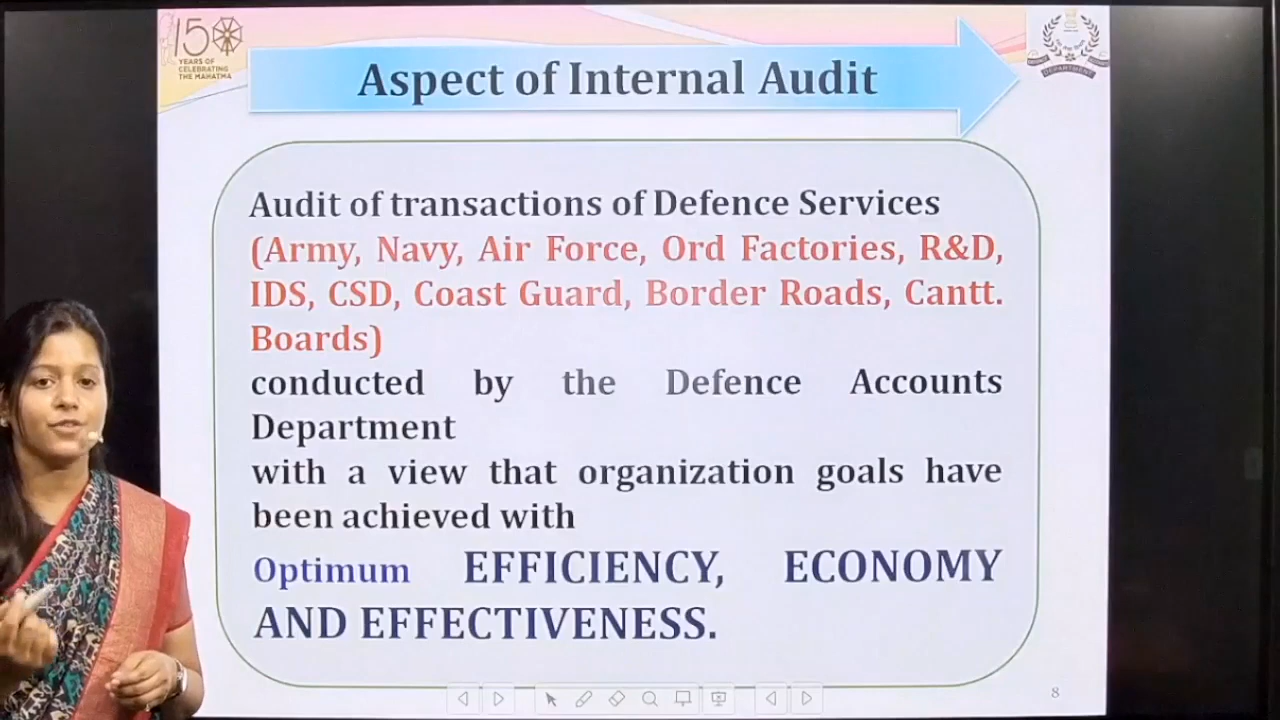 150
YEARS OF
CELEBRATING
THE MAHATMA
DEPARTMENT
Aspect of Internal Audit
Audit of transactions of Defence Services
(Army, Navy, Air Force, Ord Factories, R&D,
IDS, CSD, Coast Guard, Border Roads, Cantt.
Boards)
conducted by the Defence Accounts
Department
with a view that organization goals have
been achieved with
Optimum EFFICIENCY, ECONOMY
AND EFFECTIVENESS.
8